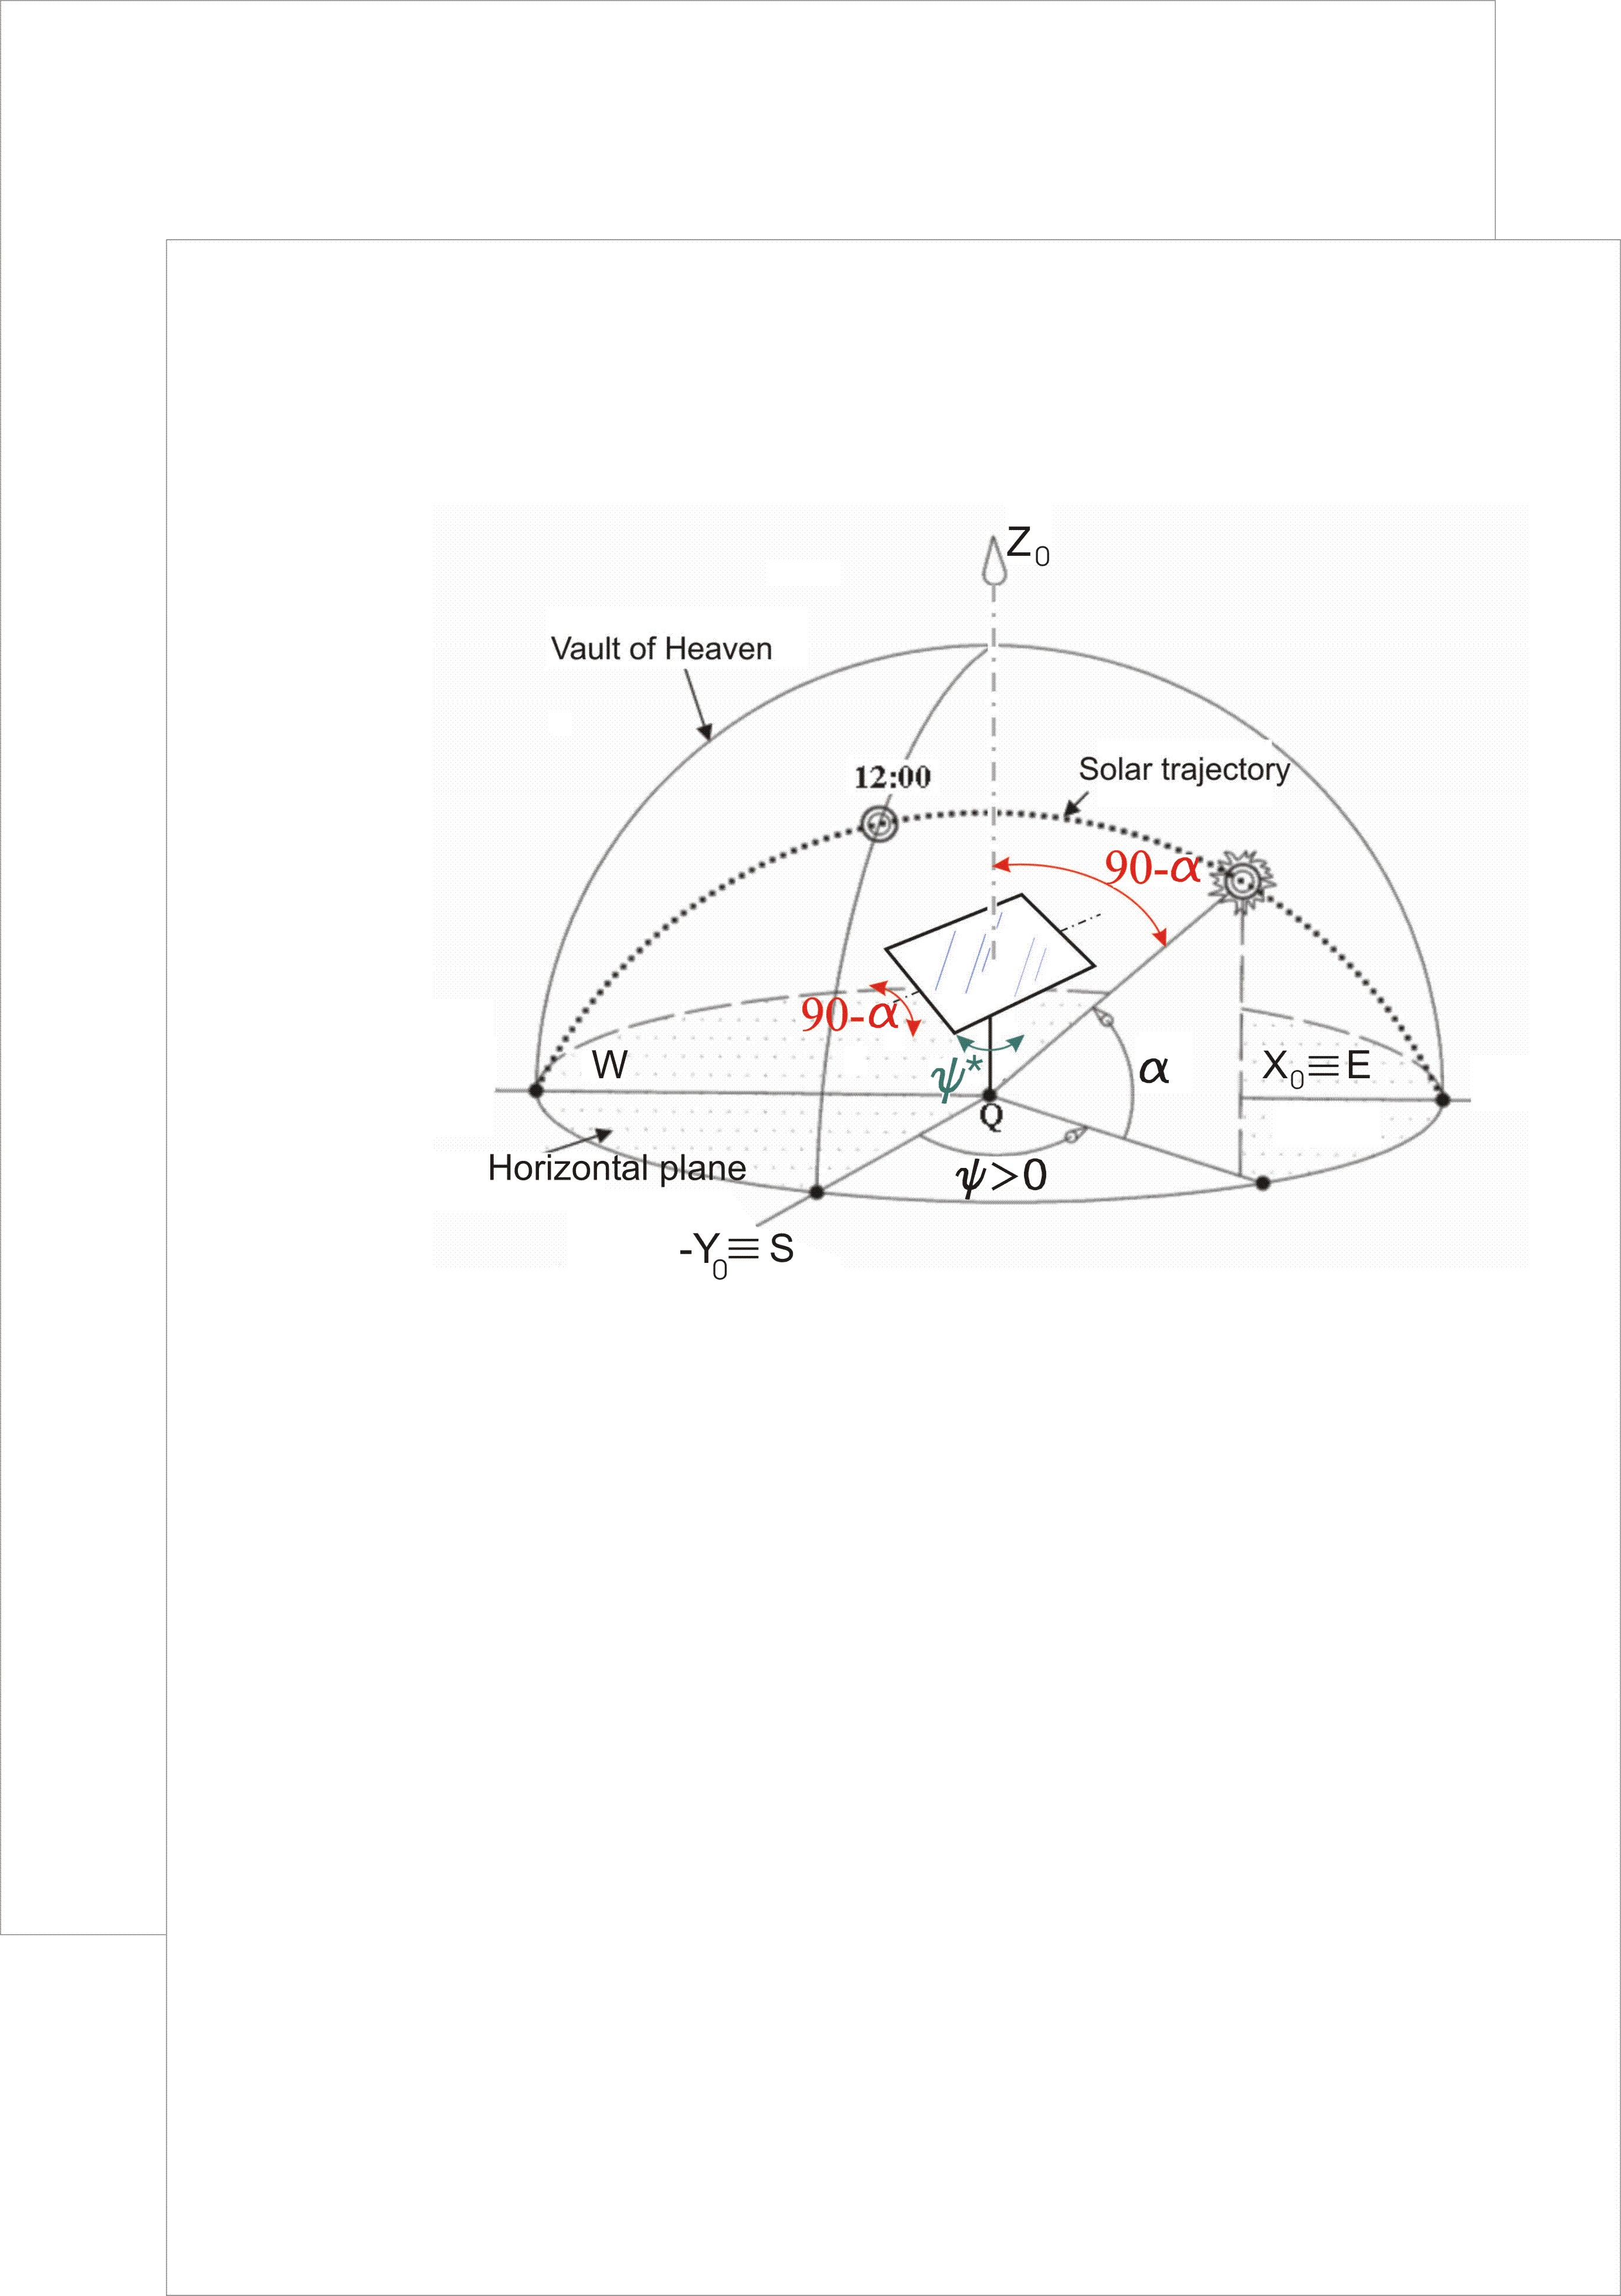 Z0
Vault of Heaven
12:00
Solar trajectory
90-α
90-α
W
ψ*
α
X0≡E
Q
Horizontal plane
ψ>0
-Y0≡ S